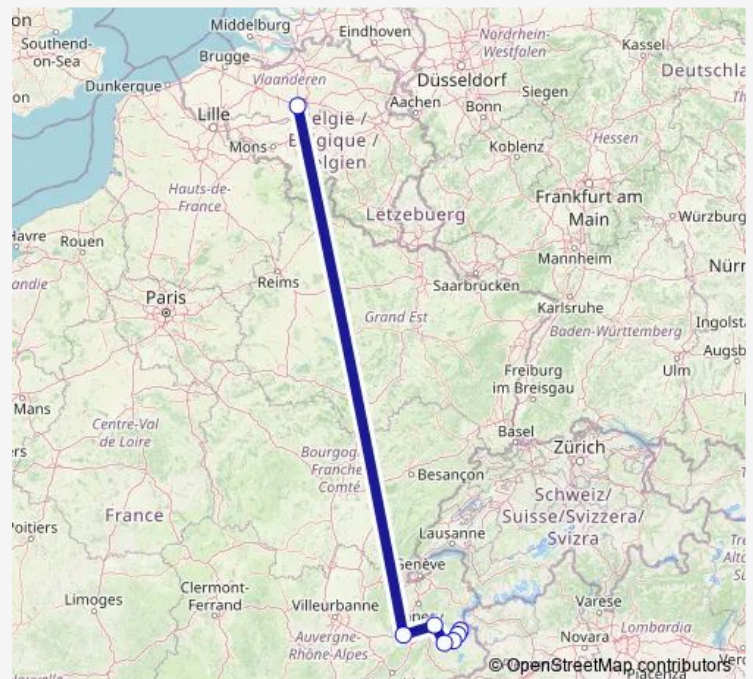 on
Southend-
on-Sea
Middelburg
Eindhoven
Nordrhein-
Westfalen
Kassel
Brugge
Vlaanderen
Düsseldorf
Deutschla
Dunkerque
Siegen
on
Lille
Aachen
Bonn
elgië /
Mons
Koblenz
Hessen
Hauts-de-
France
Letzebuerg
Frankfurt am
Main
Würzburg
avre
Rouen
Mannheim
Nürr
andie
Reims
Saarbrücken
Paris
Karlsruhe
Grand Est
Baden-Württemberg
Ingolst
Augsb
Freiburg
im Breisgau
Ulm
Mans
Centre-Val
de Loire
Basel
Zürich
ers
Bourgog
Franche
Comté
Besançon
Schweiz/
Suisse/Svizzera/
Svizra
France
Poitiers
Lausanne
Genève
Clermont-
Ferrand
Limoges
Villeurbanne
Varese
Auvergne-
Rhône-Alpes
Novara
Lombardia
© OpenStreetMap contributors
Piacenza